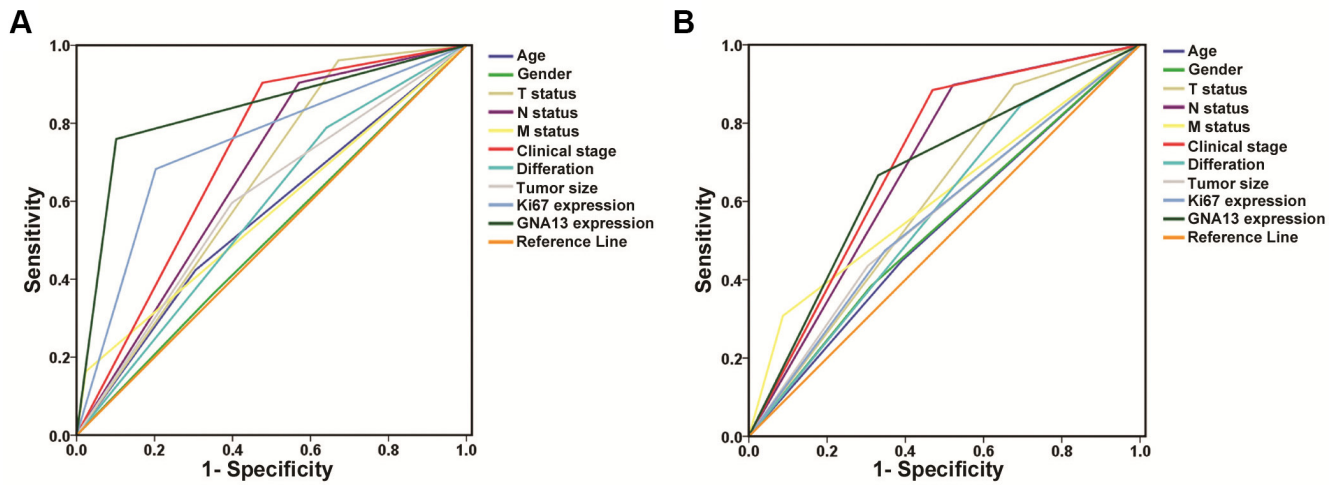 A
1.0
0.8
0.6
0.4
0.2
0.0
Sensitivity
0.0 0.2 0.4 0.6 0.8 1.0
1- Specificity
Age
Gender
T status
N status
M status
Clinical stage
Differation
Tumor size
Ki67 expression
GNA13 expression
Reference Line
B
1.0
0.8
0.6
0.4
0.2
0.0
Sensitivity
0.0 0.2 0.4 0.6 0.8 1.0
1- Specificity
Age
Gender
T status
N status
M status
Clinical stage
Differation
Tumor size
Ki67 expression
GNA13 expression
Reference Line